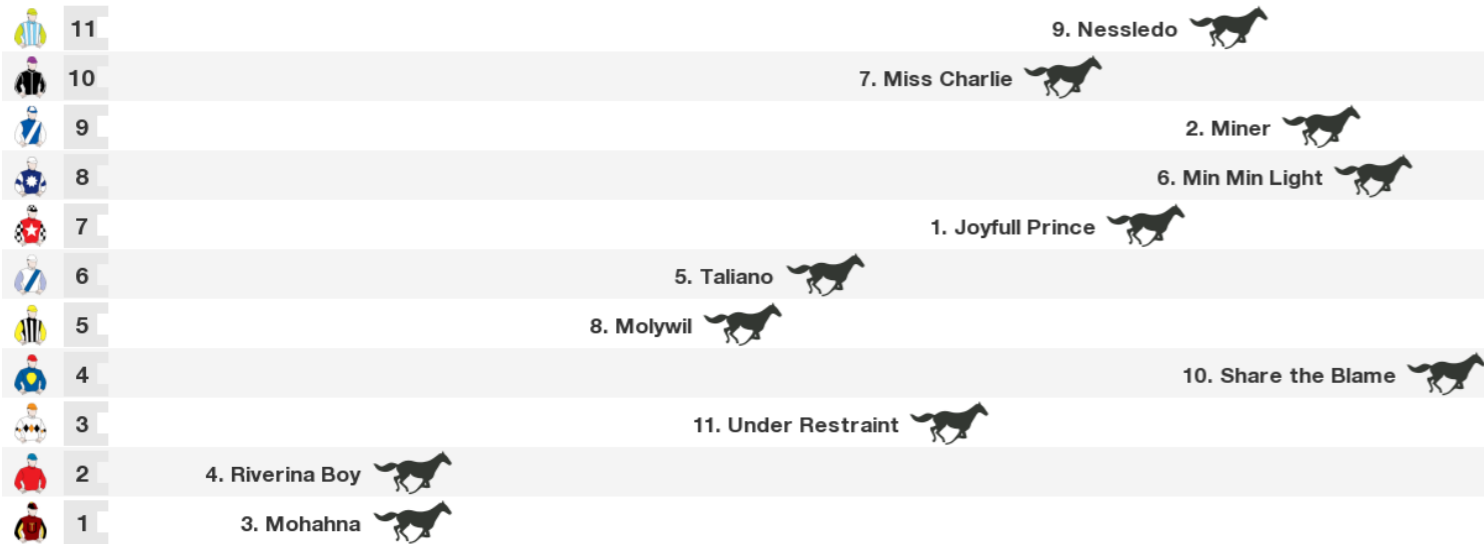 11 9. Nessledo
10 7. Miss Charlie
9 2. Miner
8 6. Min Min Light
7 1. Joyfull Prince
6 5. Taliano
5 8. Molywil
4 10. Share the Blame
3 11. Under Restraint
2 4. Riverina Boy
1 3. Mohahna